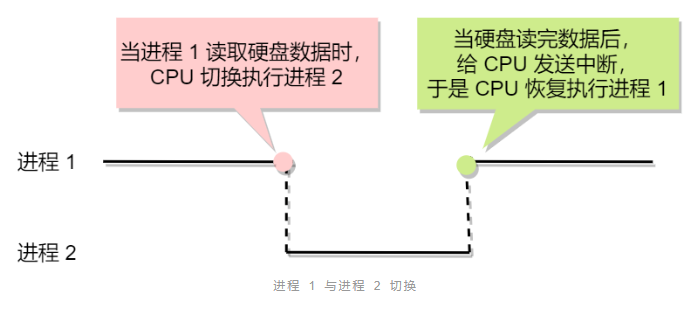 当进程 1 读取硬盘数据时，
CPU 切换执行进程 2
当硬盘读完数据后，
给 CPU 发送中断，
于是 CPU 恢复执行进程 1
进程 1
进程 2
进程 1 与进程 2 切换